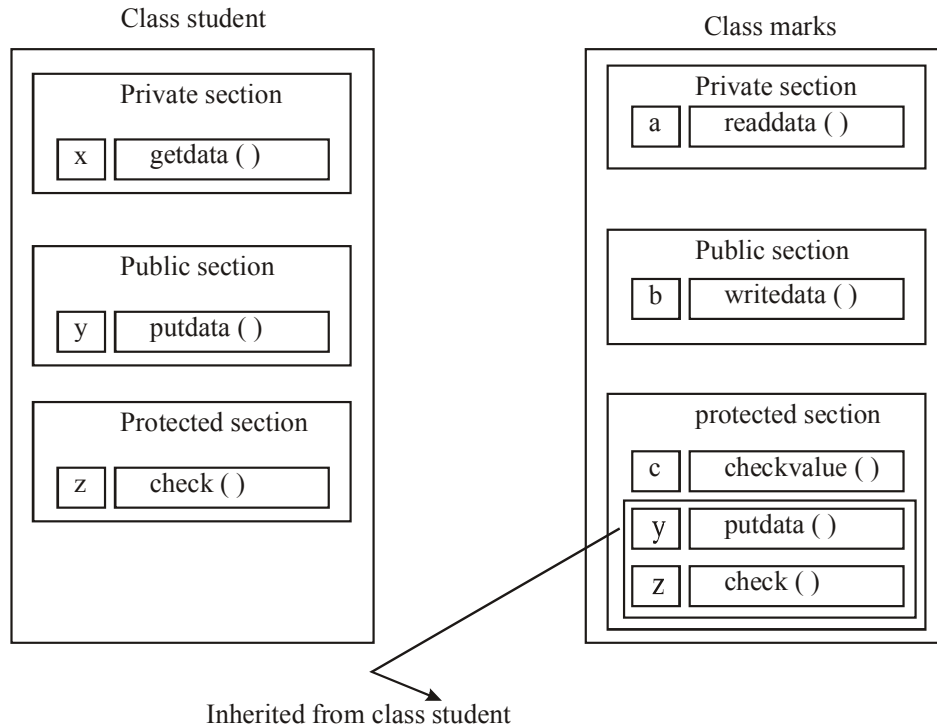 Class student
Private section
x getdata ( )
Public section
y putdata ( )
Protected section
z check ( )
Class marks
Private section
a readdata ( )
Public section
b writedata ( )
protected section
c checkvalue ( )
y putdata ( )
z check ( )
Inherited from class student